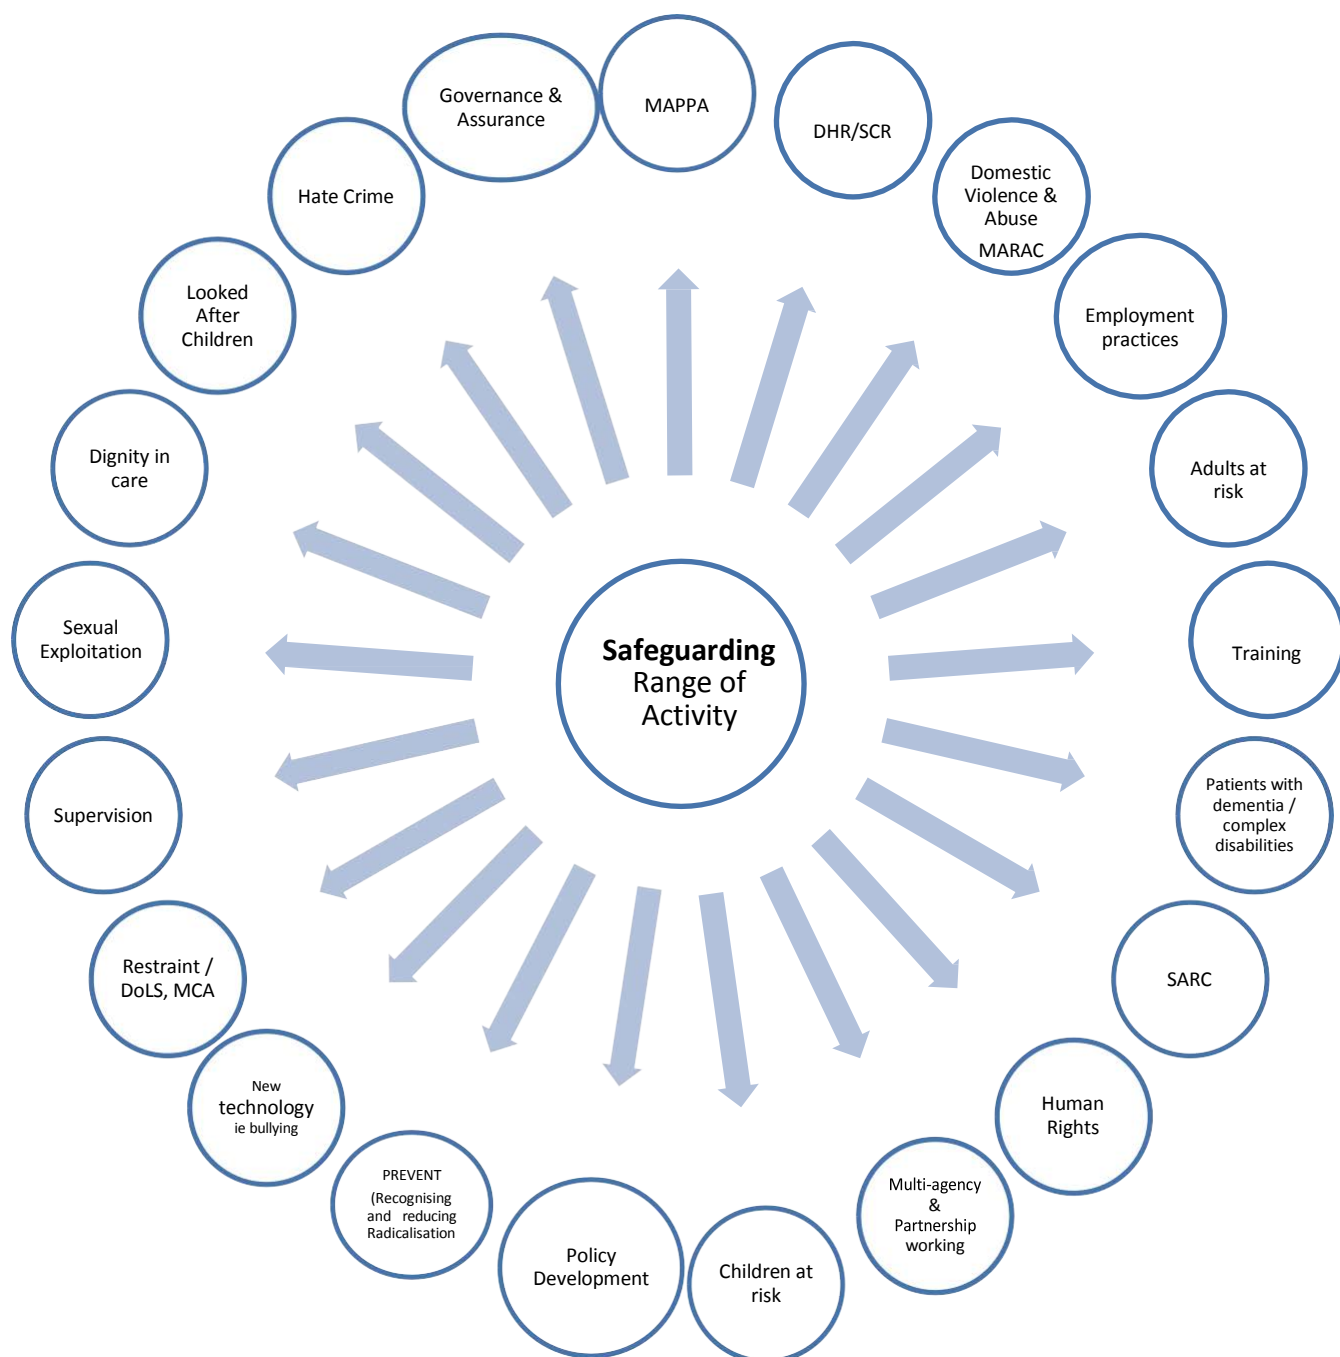 Safeguarding
Range of
Activity
MAPPA
DHR/SCR
Domestic
Violence &
Abuse
MARAC
Employment
practices
Adults at
risk
Training
Patients with
dementia /
complex
disabilities
SARC
Human
Rights
Multi-agency
&
Partnership
working
Children at
risk
Policy
Development
PREVENT
(Recognising
and reducing
Radicalisation
New
technology
ie bullying
Restraint /
DoLS, MCA
Supervision
Sexual
Exploitation
Dignity in
care
Looked
After
Children
Hate Crime
Governance &
Assurance